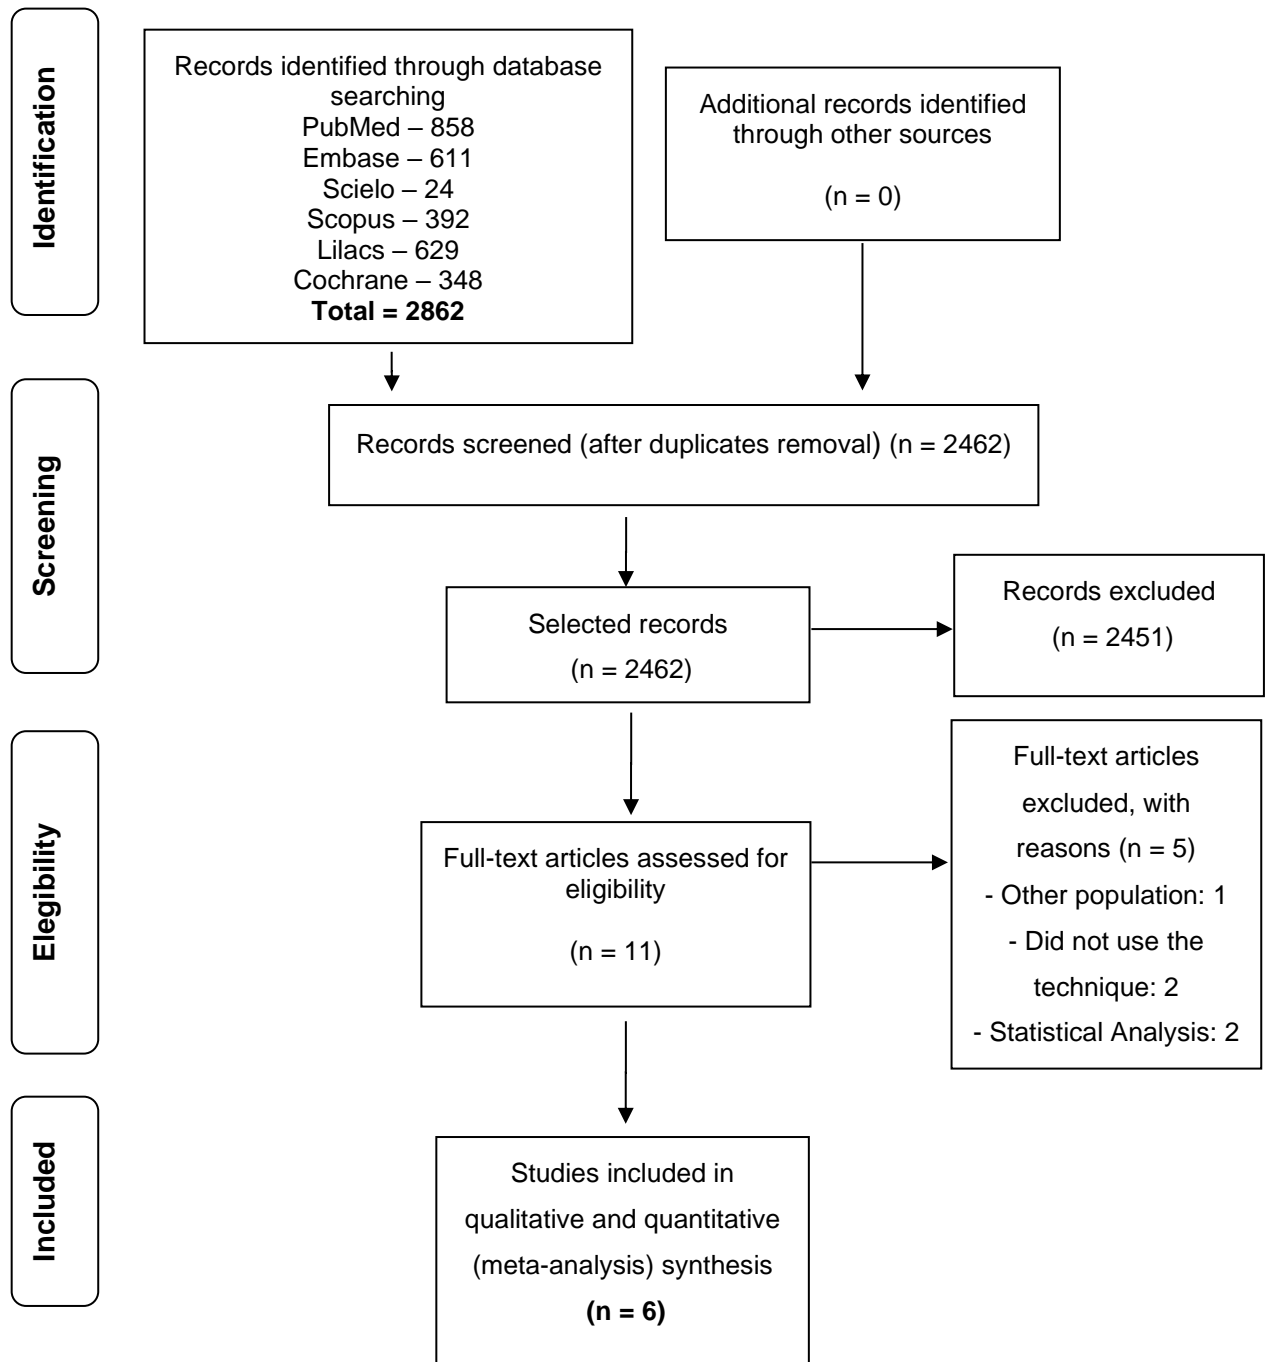 Identification
Records identified through database
searching
PubMed – 858
Embase – 611
Scielo – 24
Scopus – 392
Lilacs – 629
Cochrane – 348
Total = 2862
Additional records identified
through other sources
(n = 0)
Screening
Records screened (after duplicates removal) (n = 2462)
Selected records
(n = 2462)
Records excluded
(n = 2451)
Elegibility
Full-text articles assessed for
eligibility
(n = 11)
Full-text articles
excluded, with
reasons (n = 5)
- Other population: 1
- Did not use the
technique: 2
- Statistical Analysis: 2
Included
Studies included in
qualitative and quantitative
(meta-analysis) synthesis
(n = 6)